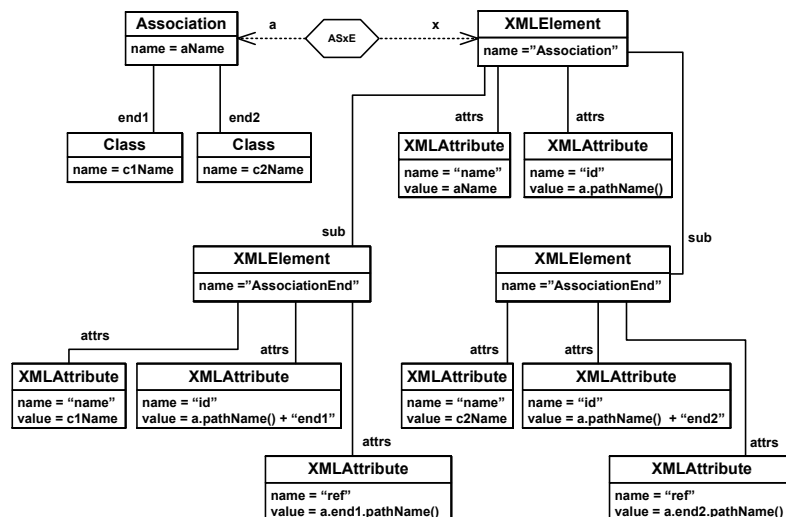 Association
name = aName
a
ASxE
x
XMLElement
name ="Association"
end1
end2
attrs
attrs
Class
name = c1Name
Class
name = c2Name
XMLAttribute
name = “name”
value = aName
XMLAttribute
name = “id”
value = a.pathName()
sub
sub
XMLElement
name =”AssociationEnd”
XMLElement
name =”AssociationEnd”
attrs
attrs
attrs
attrs
XMLAttribute
name = “name”
value = c1Name
XMLAttribute
name = “id”
value = a.pathName() + “end1”
XMLAttribute
name = “name”
value = c2Name
XMLAttribute
name = “id”
value = a.pathName() + “end2”
attrs
attrs
XMLAttribute
name = “ref”
value = a.end1.pathName()
XMLAttribute
name = “ref”
value = a.end2.pathName()